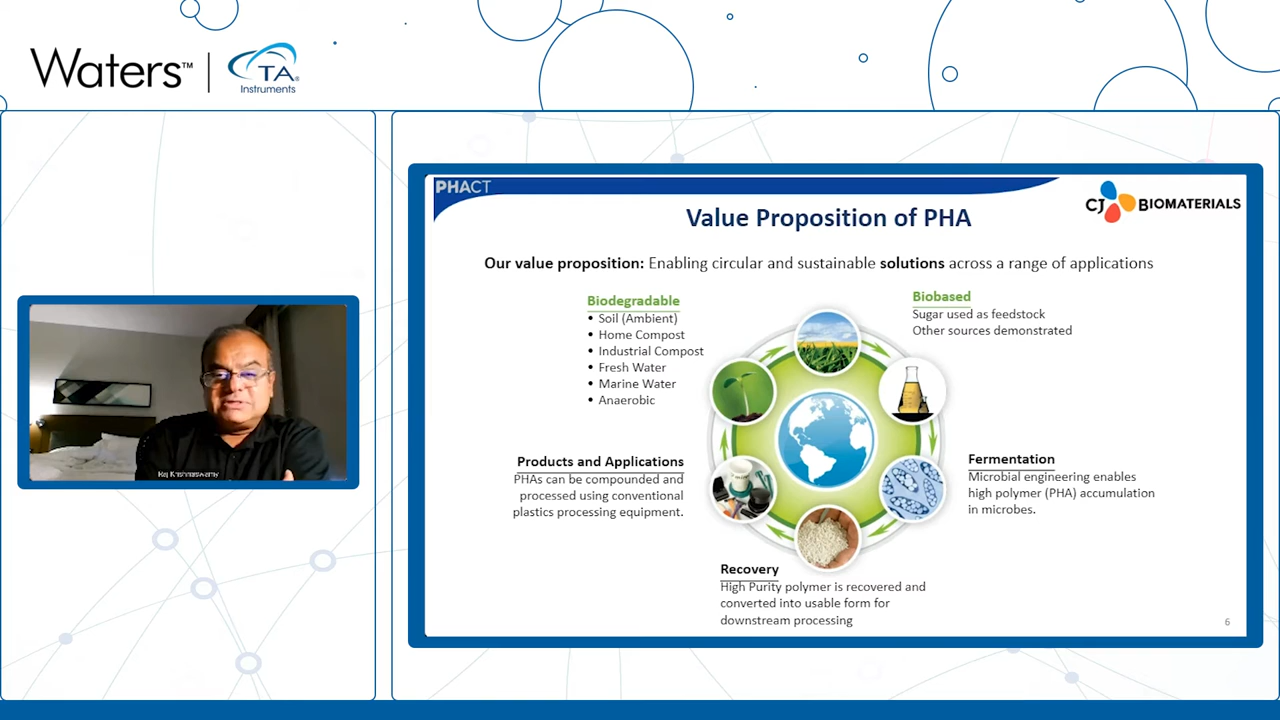 Waters™
TA®
Instruments
PHACT
CJ BIOMATERIALS
Value Proposition of PHA
Our value proposition: Enabling circular and sustainable solutions across a range of applications
Biodegradable
• Soil (Ambient)
• Home Compost
• Industrial Compost
• Fresh Water
• Marine Water
• Anaerobic
Biobased
Sugar used as feedstock
Other sources demonstrated
Products and Applications
PHAs can be compounded and
processed using conventional
plastics processing equipment.
Fermentation
Microbial engineering enables
high polymer (PHA) accumulation
in microbes.
Recovery
High Purity polymer is recovered and
converted into usable form for
downstream processing
6
Raj Krishnaswamy